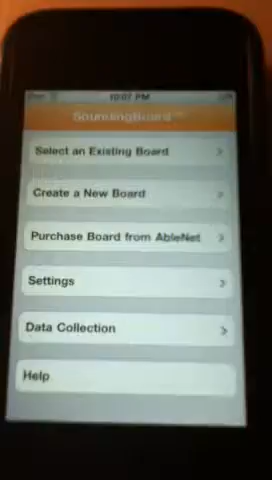 10:07 PM
SoundingBoard
Select an Existing Board
Create a New Board
Purchase Board from AbleNet
Settings
Data Collection
Help